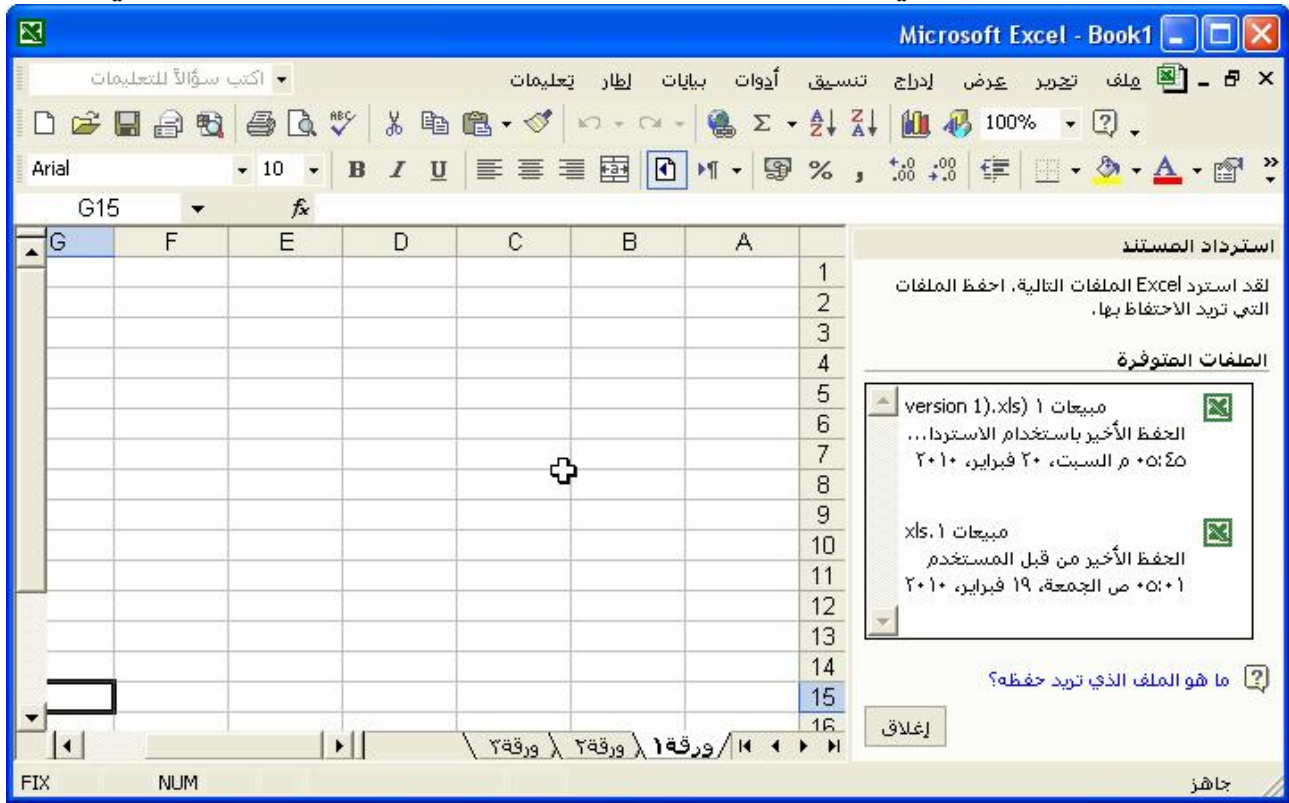 Microsoft Excel - Book1
ملف تحرير عرض إدراج تنسيق أدوات بيانات إطار تعليمات اكتب سؤالاً للتعليمات
100%
Arial 10 B I U
G15 fx
G F E D C B A
1
2
3
4
5
6
7
8
9
10
11
12
13
14
15
16
استرداد المستند
لقد استرد Excel الملفات التالية. احفظ الملفات
التي تريد الاحتفاظ بها.
الملفات المتوفرة
مبيعات ١ (version 1).xls
الحفظ الأخير باستخدام الاستردا...
٠٥:٤٥ م السبت، ٢٠ فبراير، ٢٠١٠
مبيعات ١.xls
الحفظ الأخير من قبل المستخدم
٠٥:٠١ ص الجمعة، ١٩ فبراير، ٢٠١٠
ما هو الملف الذي تريد حفظه؟
إغلاق
ورقة١ ورقة٢ ورقة٣
جاهز NUM FIX